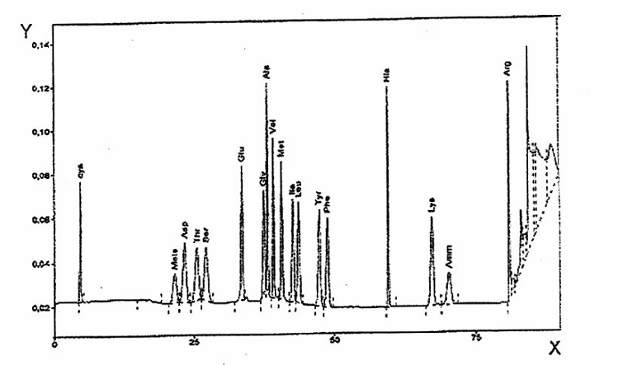 Y
0,14
0,12
0,10
0,08
0,06
0,04
0,02
cys
Mets
Asp
Thr
Ser
Glu
Gly
Ala
Val
Met
Ile
Leu
Tyr
Phe
His
Lys
Amm
Arg
0
25
50
75
X